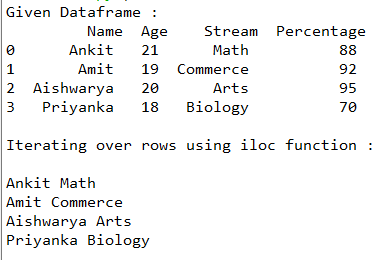 Given Dataframe :
        Name  Age    Stream  Percentage
0      Ankit   21      Math          88
1       Amit   19  Commerce          92
2  Aishwarya   20      Arts          95
3   Priyanka   18   Biology          70

Iterating over rows using iloc function :

Ankit Math
Amit Commerce
Aishwarya Arts
Priyanka Biology